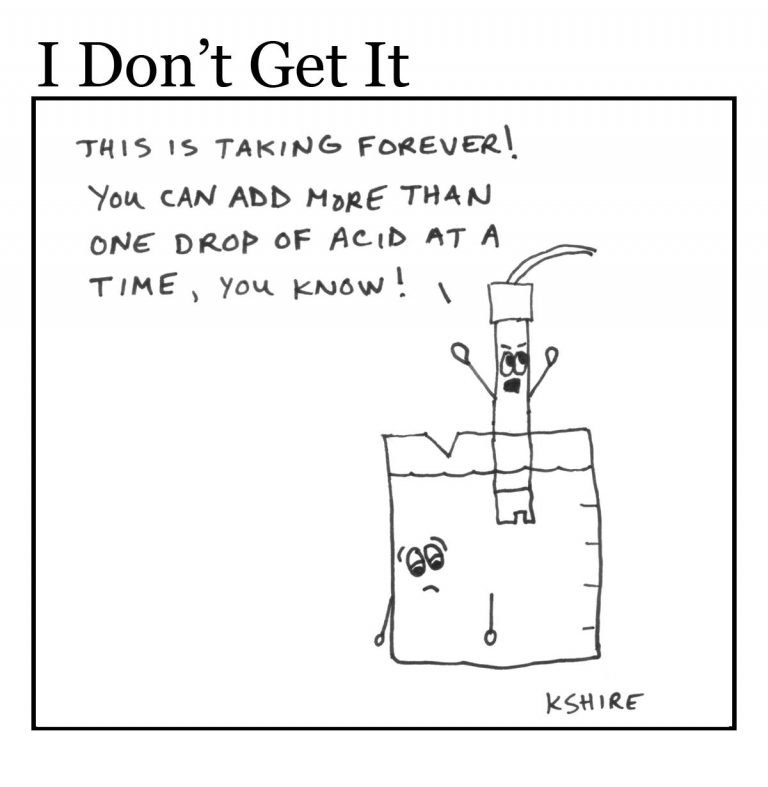 I Don’t Get It
THIS IS TAKING FOREVER!
YOU CAN ADD MORE THAN
ONE DROP OF ACID AT A
TIME, YOU KNOW!
KSHIRE